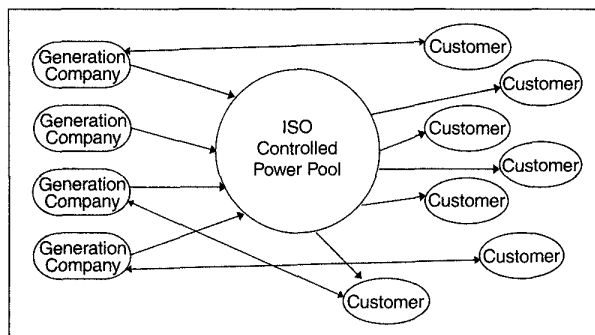 Generation
Company
Customer
Customer
Generation
Company
ISO
Controlled
Power Pool
Customer
Customer
Generation
Company
Customer
Generation
Company
Customer
Customer